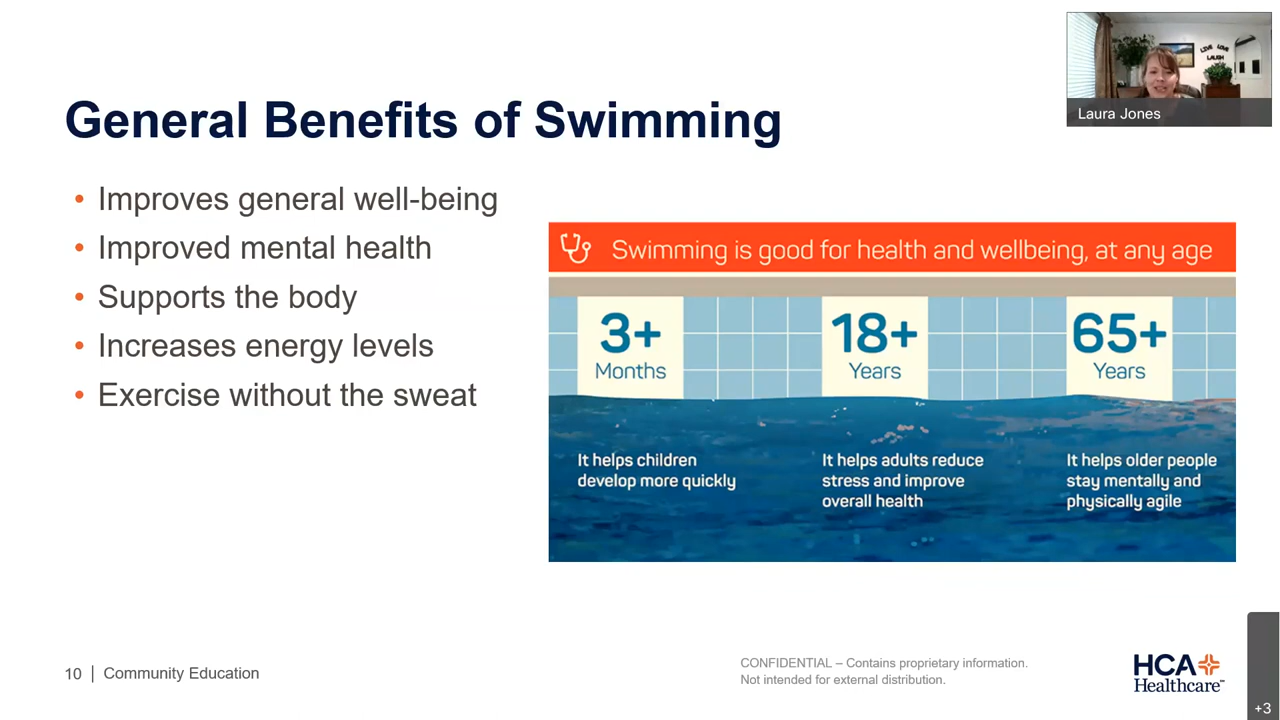 General Benefits of Swimming
• Improves general well-being
• Improved mental health
• Supports the body
• Increases energy levels
• Exercise without the sweat
LIVE LOVE
LAUGH
Laura Jones
Swimming is good for health and wellbeing, at any age
3+
Months
It helps children
develop more quickly
18+
Years
It helps adults reduce
stress and improve
overall health
65+
Years
It helps older people
stay mentally and
physically agile
10 | Community Education
CONFIDENTIAL – Contains proprietary information.
Not intended for external distribution.
HCA
Healthcare™
+3